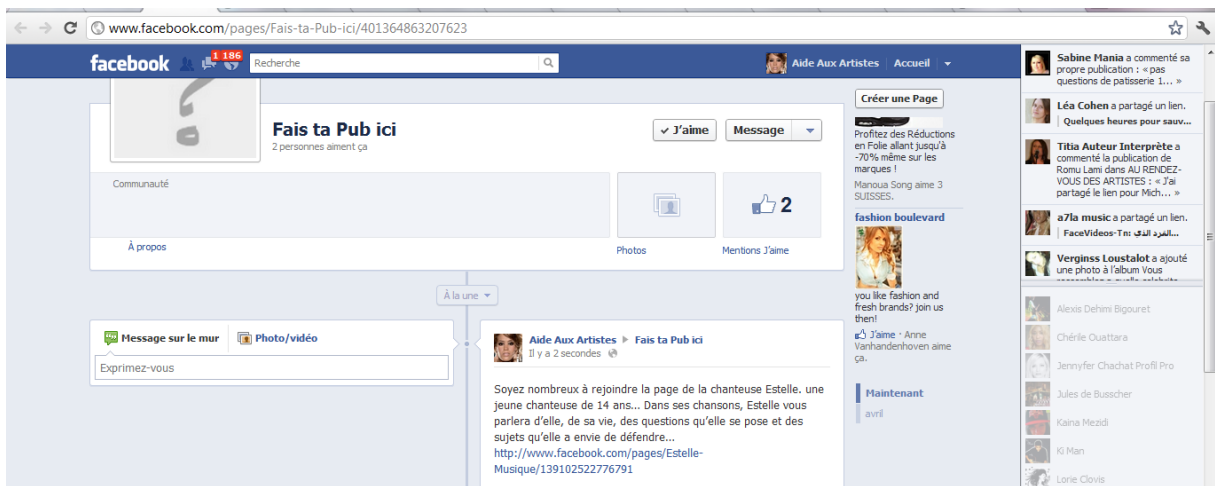 www.facebook.com/pages/Fais-ta-Pub-ici/401364863207623
facebook
1 186
Recherche
Aide Aux Artistes
Accueil
Fais ta Pub ici
2 personnes aiment ça
J'aime
Message
Communauté
À propos
Photos
2
Mentions J'aime
À la une
Message sur le mur
Photo/vidéo
Exprimez-vous
Aide Aux Artistes
Fais ta Pub ici
Il y a 2 secondes
Soyez nombreux à rejoindre la page de la chanteuse Estelle. une
jeune chanteuse de 14 ans... Dans ses chansons, Estelle vous
parlera d'elle, de sa vie, des questions qu'elle se pose et des
sujets qu'elle a envie de défendre...
http://www.facebook.com/pages/Estelle-
Musique/139102522776791
Créer une Page
Profitez des Réductions
en Folie allant jusqu'à
-70% même sur les
marques !
Manoua Song aime 3
SUISSES.
fashion boulevard
you like fashion and
fresh brands? join us
then!
J'aime · Anne
Vanhandenhoven aime
ça.
Maintenant
avril
Sabine Mania a commenté sa
propre publication : « pas
questions de patisserie 1... »
Léa Cohen a partagé un lien.
Quelques heures pour sauv...
Titia Auteur Interprète a
commenté la publication de
Romu Lami dans AU RENDEZ-
VOUS DES ARTISTES : « J'ai
partagé le lien pour Mich... »
a7la music a partagé un lien.
FaceVideos-Tn: القرد الذي...
Verginss Loustalot a ajouté
une photo à l'album Vous
Alexis Dehimi Bigouret
Chérile Ouattara
Jennyfer Chachat Profil Pro
Jules de Busscher
Kaina Mezidi
Ki Man
Lorie Clovis